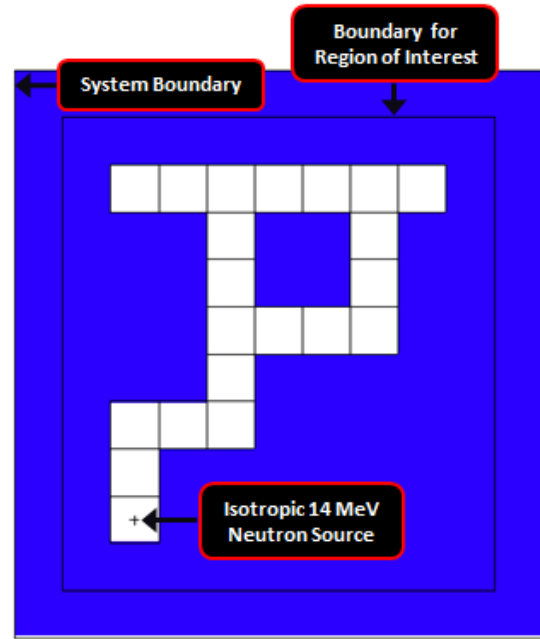 Boundary for
Region of Interest
System Boundary
Isotropic 14 MeV
Neutron Source